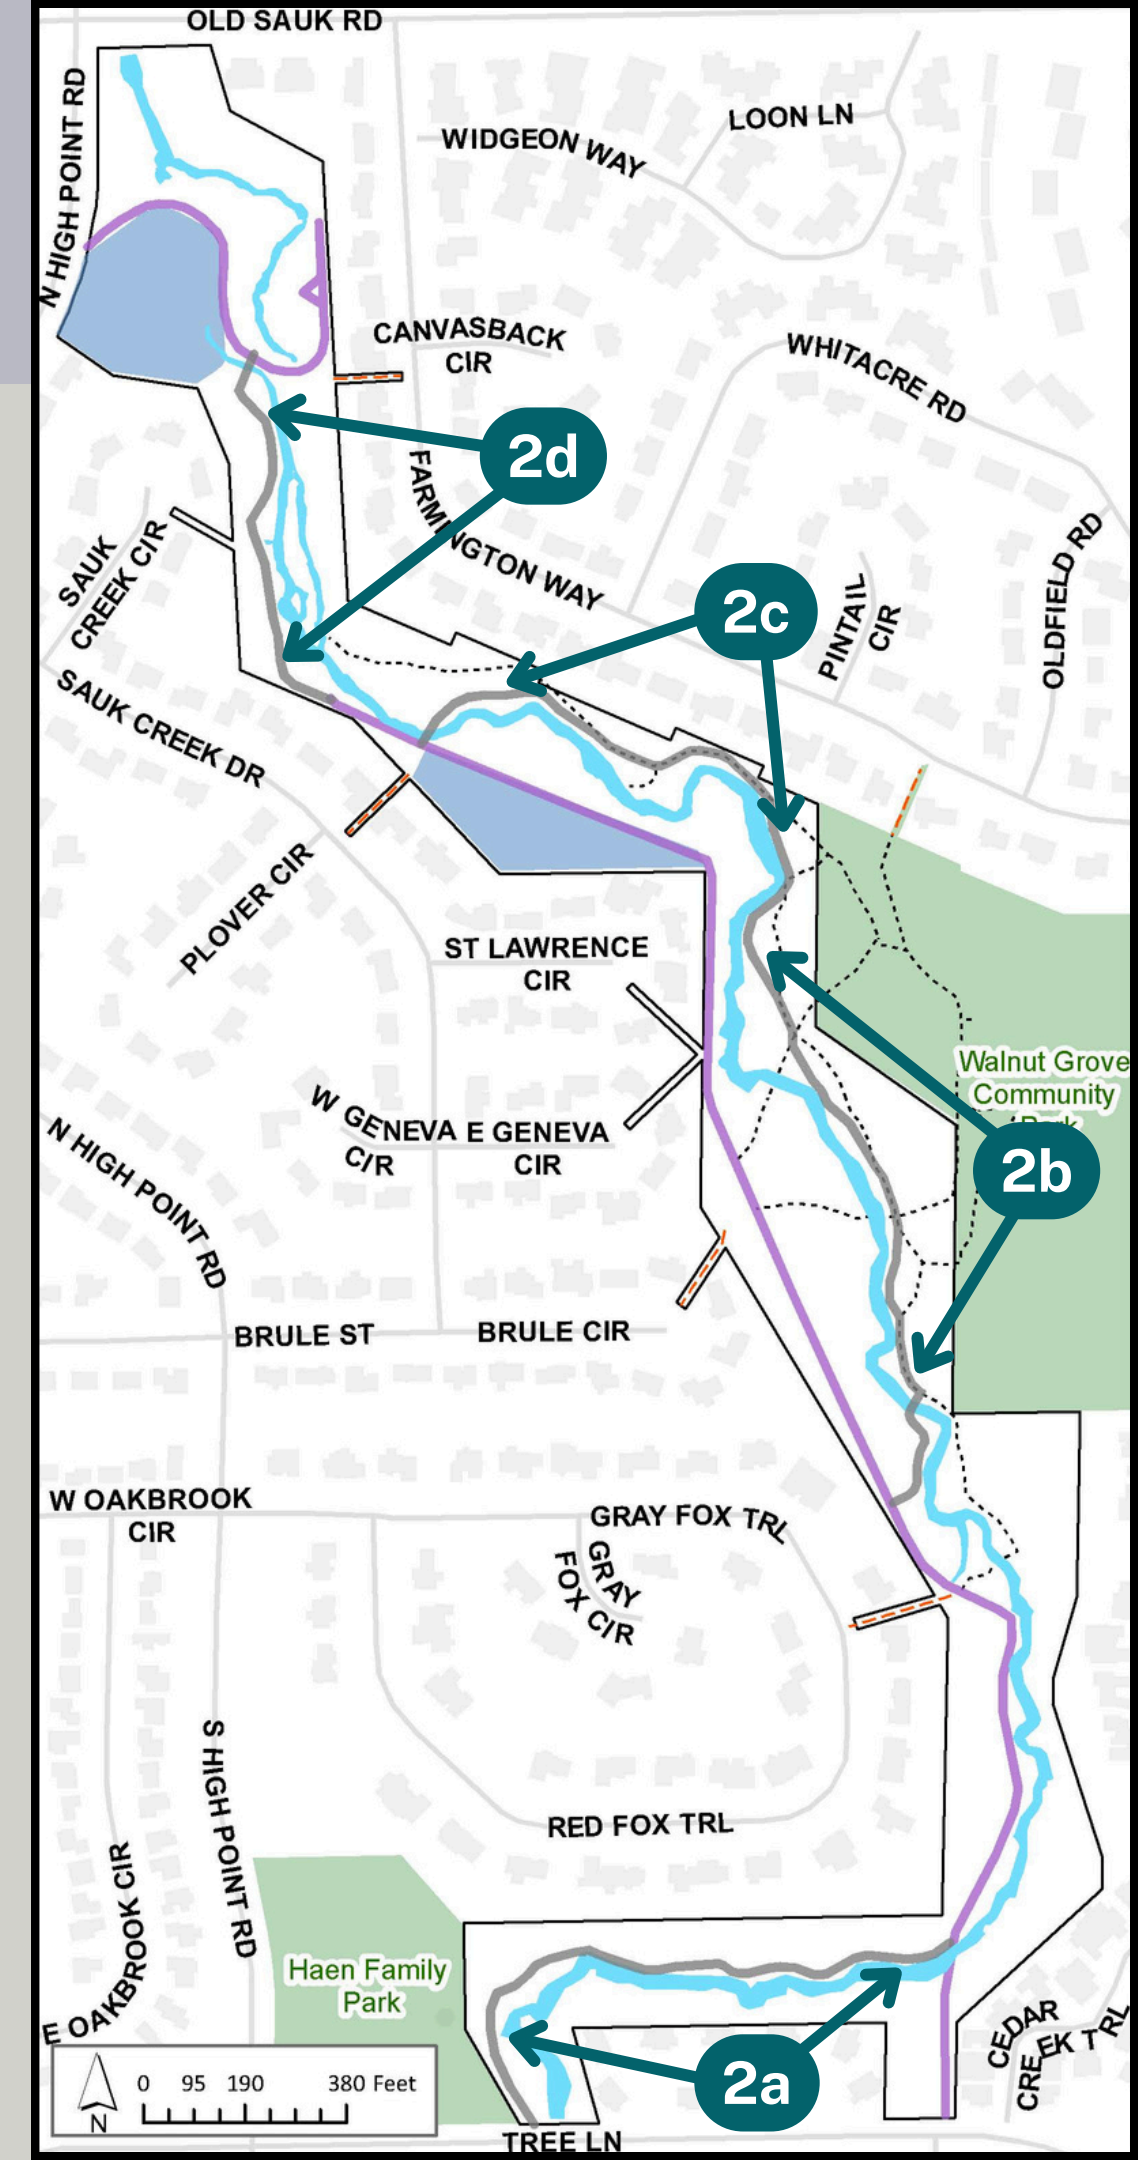 OLD SAUK RD
N HIGH POINT RD
LOON LN
WIDGEON WAY
CANVASBACK
CIR
WHITACRE RD
2d
FARMINGTON WAY
SAUK
CREEK CIR
OLDFIELD RD
2c
PINTAIL
CIR
SAUK CREEK DR
PLOVER CIR
ST LAWRENCE
CIR
Walnut Grove
Community
Park
W GENEVA
CIR
E GENEVA
CIR
2b
N HIGH POINT RD
BRULE ST
BRULE CIR
W OAKBROOK
CIR
GRAY FOX TRL
GRAY
FOX CIR
S HIGH POINT RD
RED FOX TRL
E OAKBROOK CIR
Haen Family
Park
CEDAR
CREEK TRL
2a
N
0 95 190 380 Feet
TREE LN